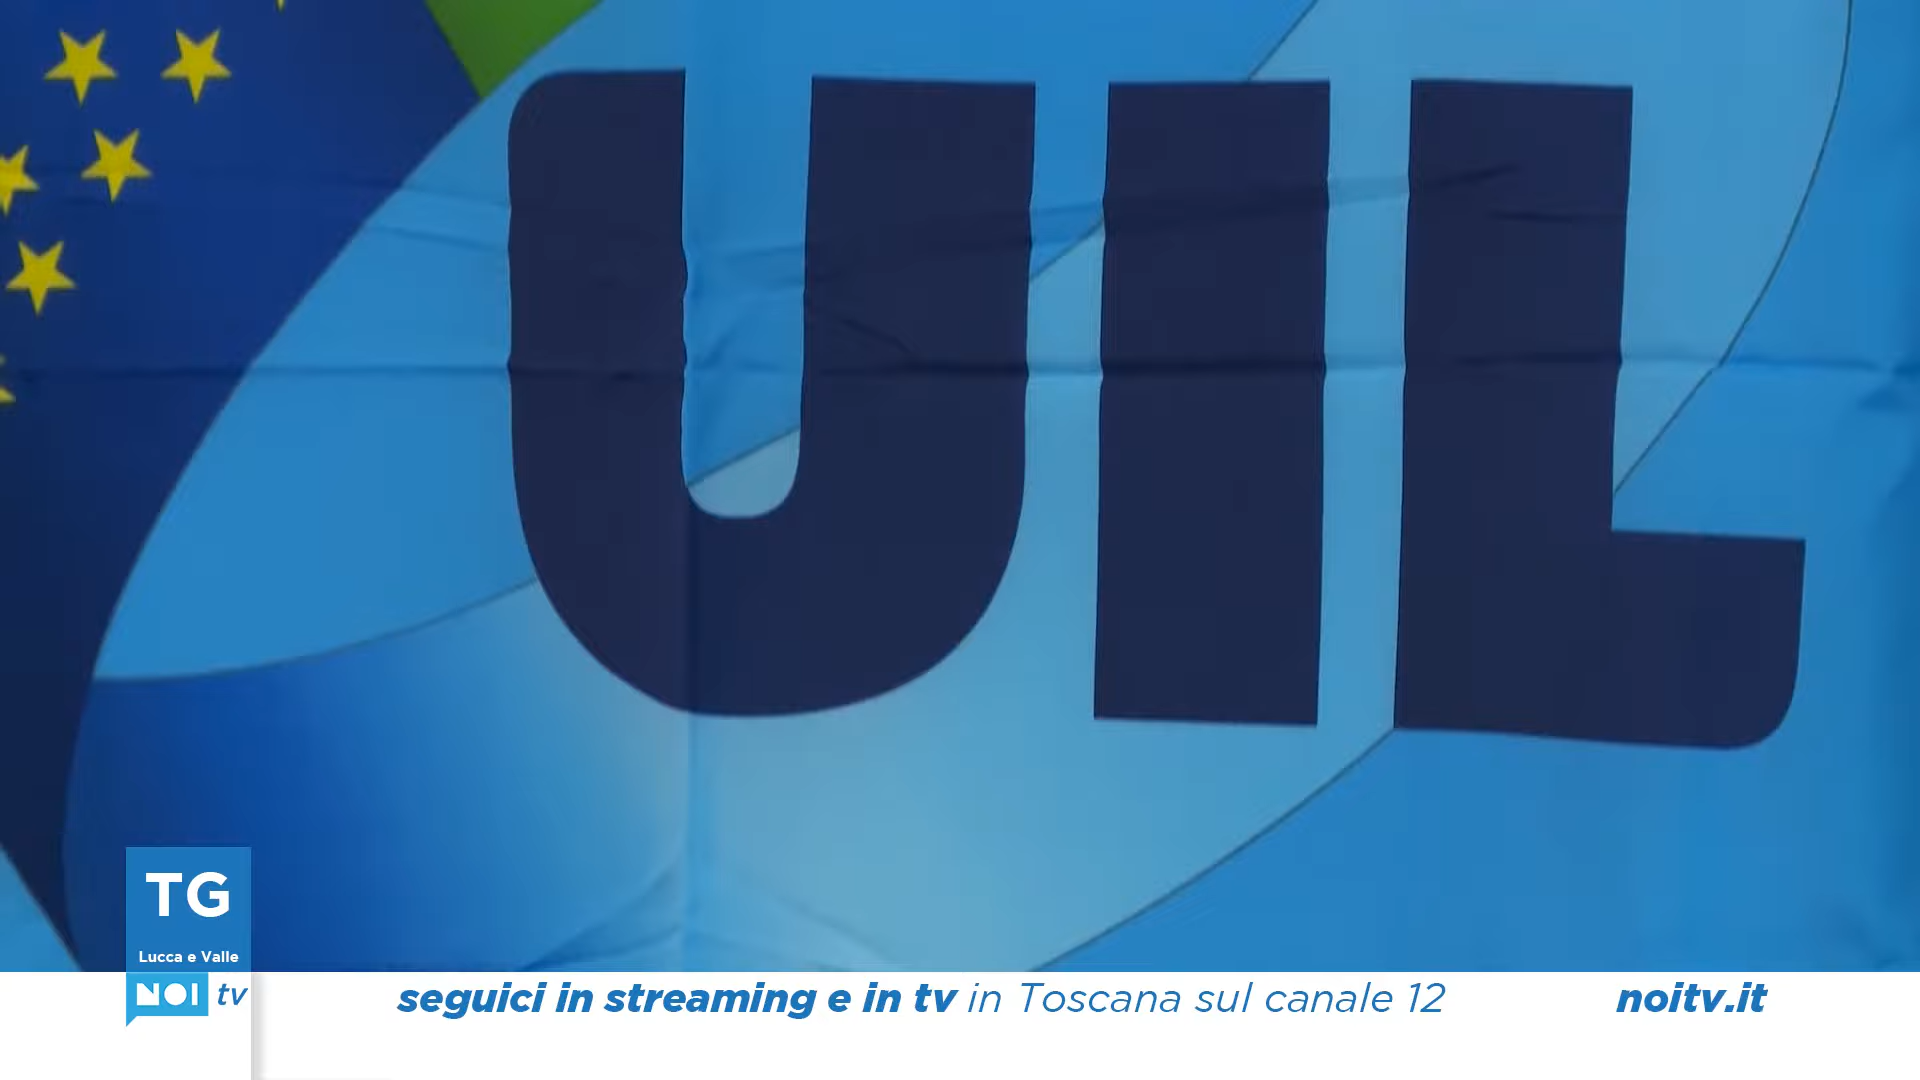 UIL
TG
Lucca e Valle
NOI tv
seguici in streaming e in tv in Toscana sul canale 12
noitv.it